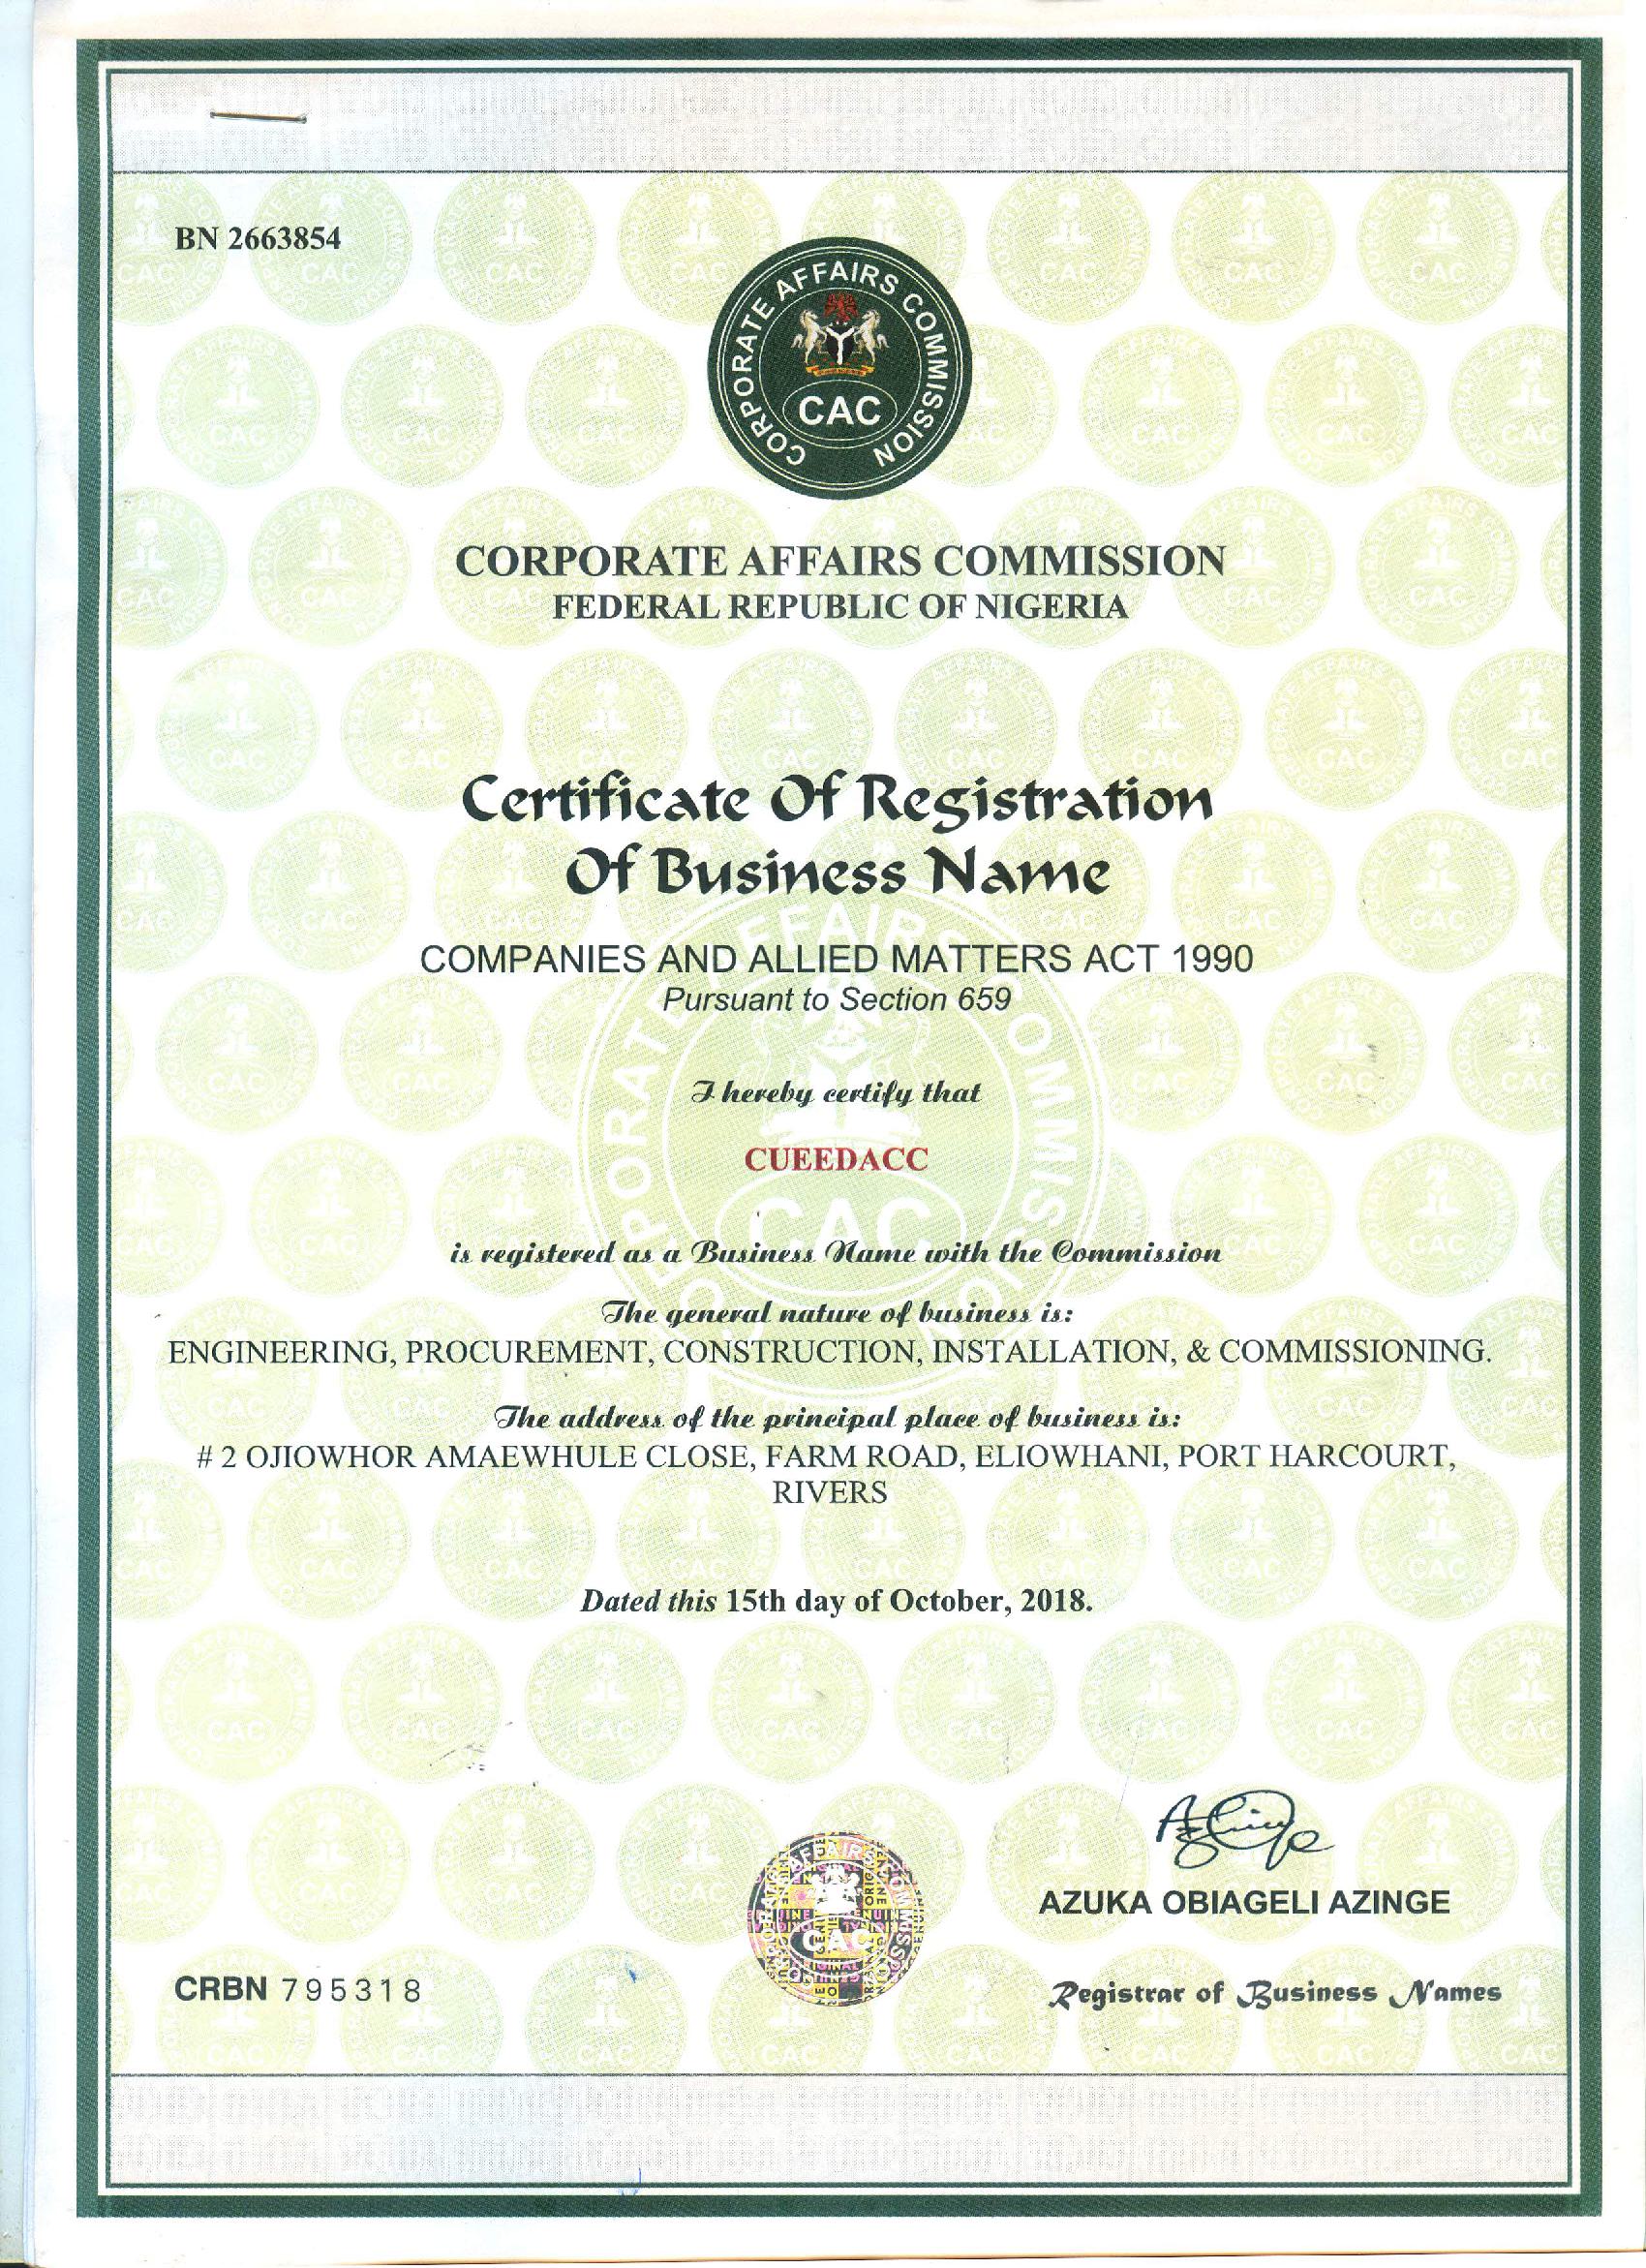 BN 2663854
CORPORATE AFFAIRS COMMISSION
CAC
CORPORATE AFFAIRS COMMISSION
FEDERAL REPUBLIC OF NIGERIA
Certificate Of Registration
Of Business Name
COMPANIES AND ALLIED MATTERS ACT 1990
Pursuant to Section 659
I hereby certify that
CUEEDACC
is registered as a Business Name with the Commission
The general nature of business is:
ENGINEERING, PROCUREMENT, CONSTRUCTION, INSTALLATION, & COMMISSIONING.
The address of the principal place of business is:
# 2 OJIOWHOR AMAEWHULE CLOSE, FARM ROAD, ELIOWHANI, PORT HARCOURT,
RIVERS
Dated this 15th day of October, 2018.
AZUKA OBIAGELI AZINGE
CAC
CRBN 795318
Registrar of Business Names